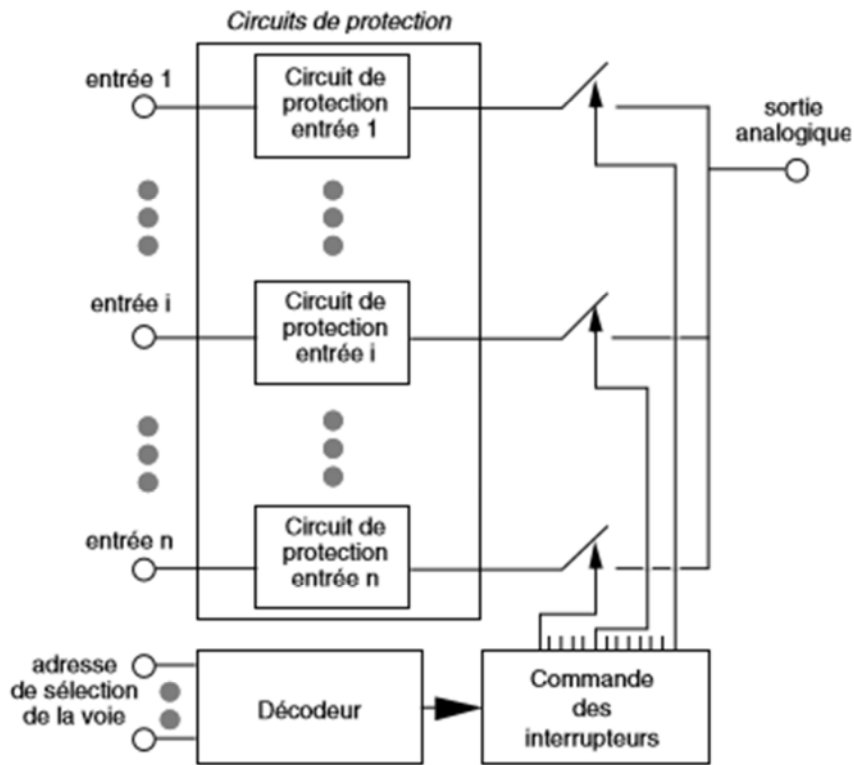 Circuits de protection
entrée 1
Circuit de
protection
entrée 1
sortie
analogique
entrée i
Circuit de
protection
entrée i
entrée n
Circuit de
protection
entrée n
adresse
de sélection
de la voie
Décodeur
Commande
des
interrupteurs